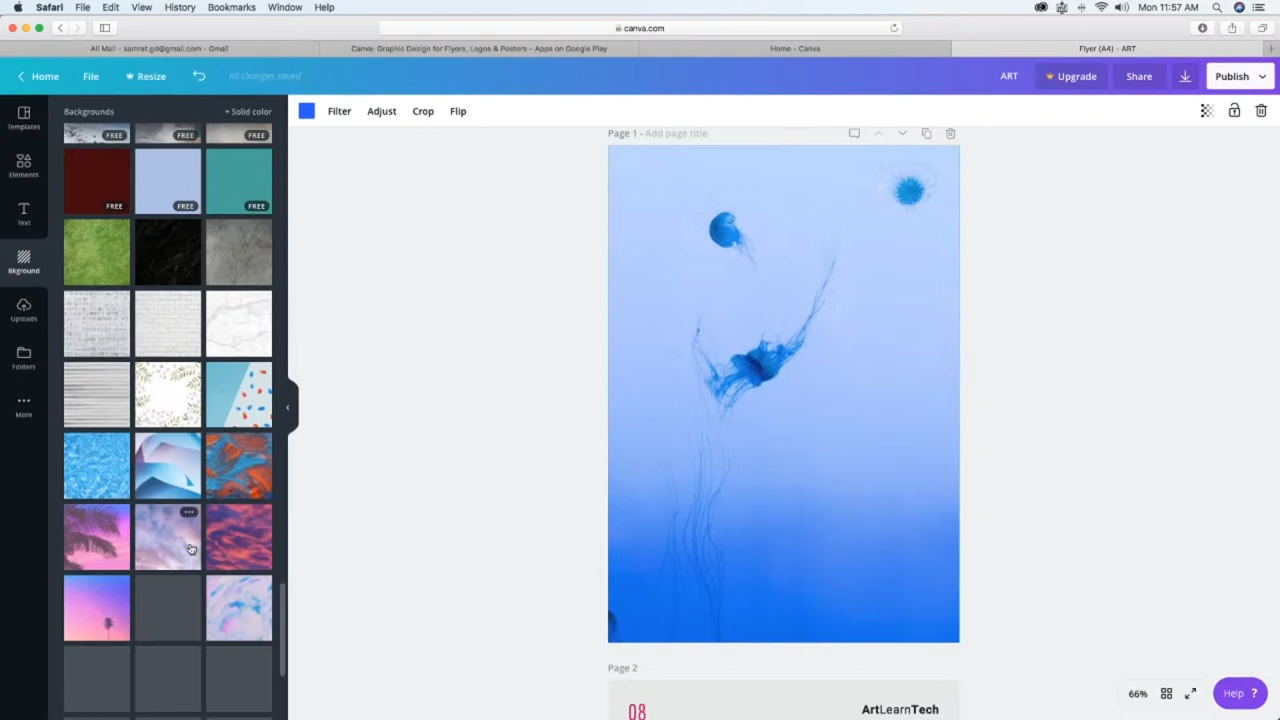 Safari File Edit View History Bookmarks Window Help
Mon 11:57 AM
canva.com
All Mail - samrat.gd@gmail.com - Gmail
Canva: Graphic Design for Flyers, Logos & Posters – Apps on Google Play
Home - Canva
Flyer (A4) - ART
Home File Resize All changes saved
ART Upgrade Share Publish
Templates
Elements
Text
Bkground
Uploads
Folders
More
Backgrounds + Solid color
FREE FREE FREE
FREE FREE FREE
Filter Adjust Crop Flip
Page 1 - Add page title
Page 2
08
ArtLearnTech
66%
Help ?